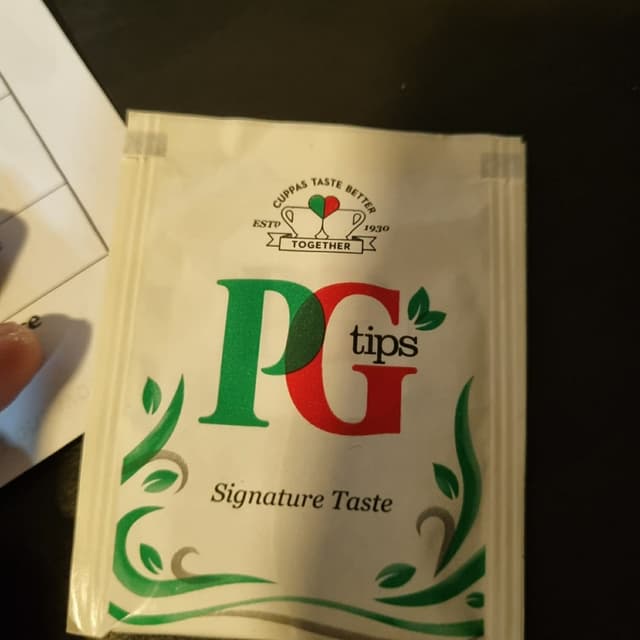 CUPPAS TASTE BETTER
ESTD 1930
TOGETHER
PG
tips
Signature Taste